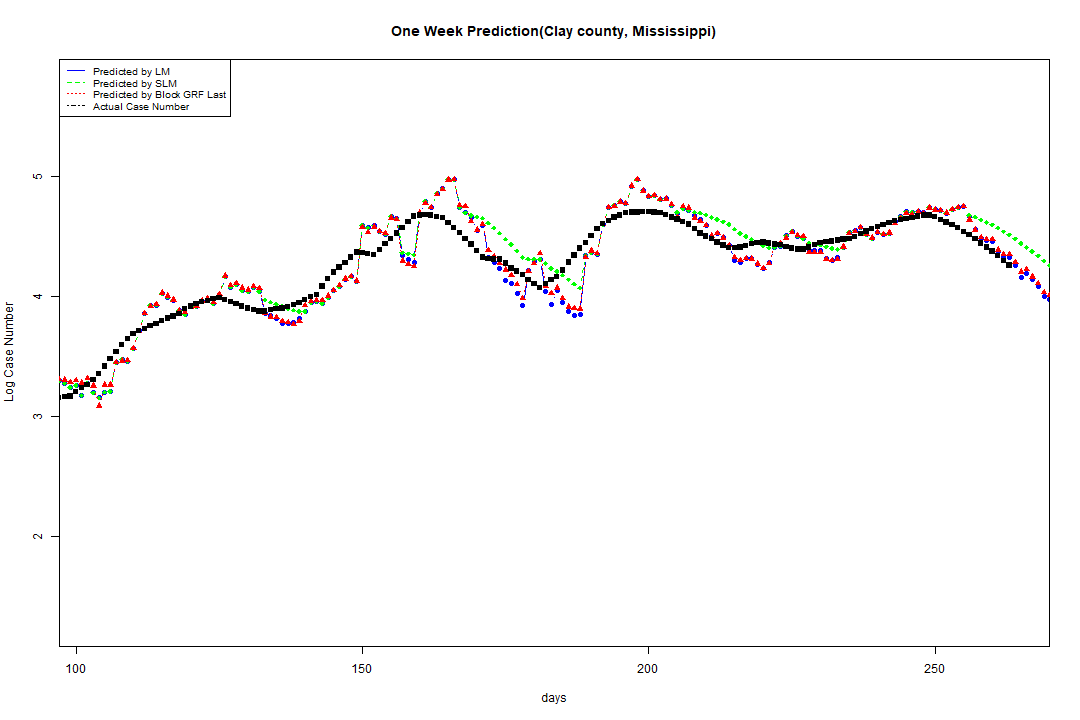 One Week Prediction(Clay county, Mississippi)
Predicted by LM
Predicted by SLM
Predicted by Block GRF Last
Actual Case Number
5
4
3
2
Log Case Number
100 150 200 250
days